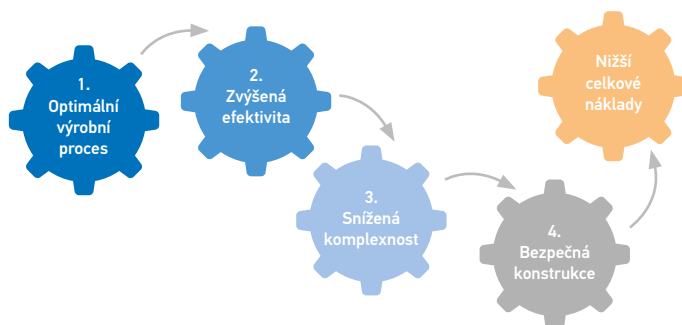 1.
Optimální
výrobní
proces
2.
Zvýšená
efektivita
3.
Snížená
komplexnost
4.
Bezpečná
konstrukce
Nižší
celkové
náklady